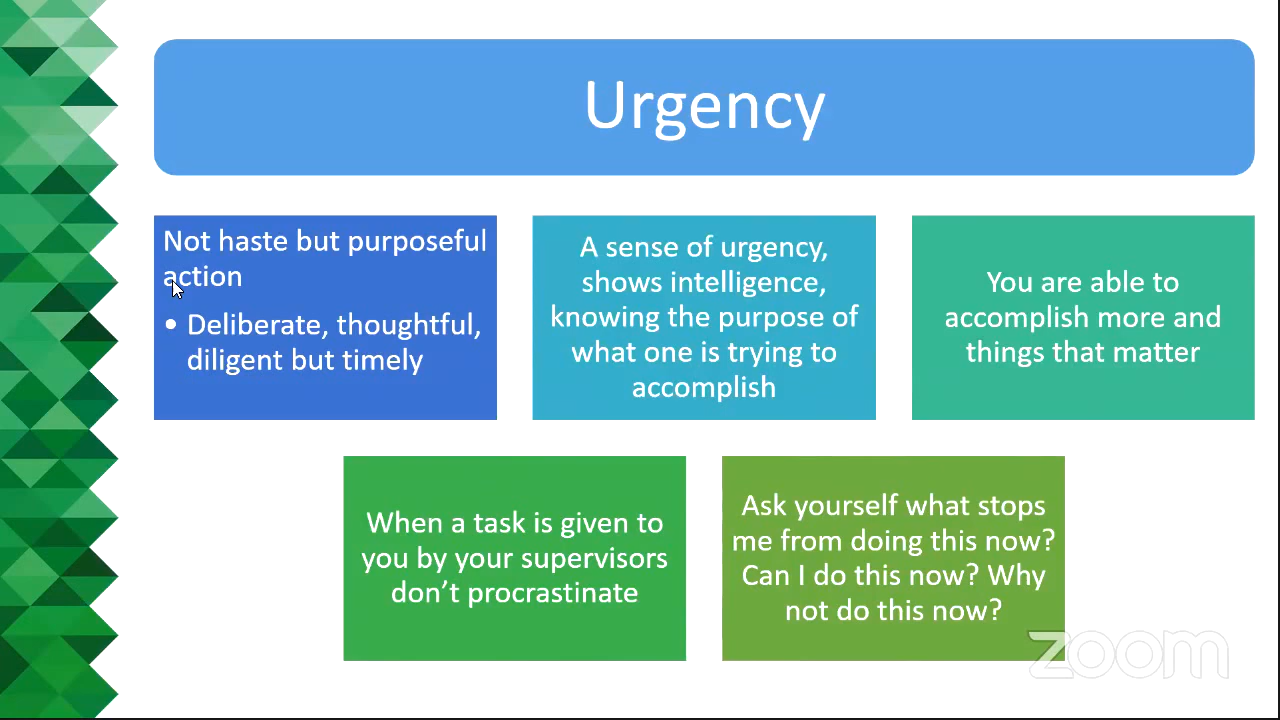 Urgency
Not haste but purposeful
action
• Deliberate, thoughtful,
diligent but timely
A sense of urgency,
shows intelligence,
knowing the purpose of
what one is trying to
accomplish
You are able to
accomplish more and
things that matter
When a task is given to
you by your supervisors
don’t procrastinate
Ask yourself what stops
me from doing this now?
Can I do this now? Why
not do this now?
zoom